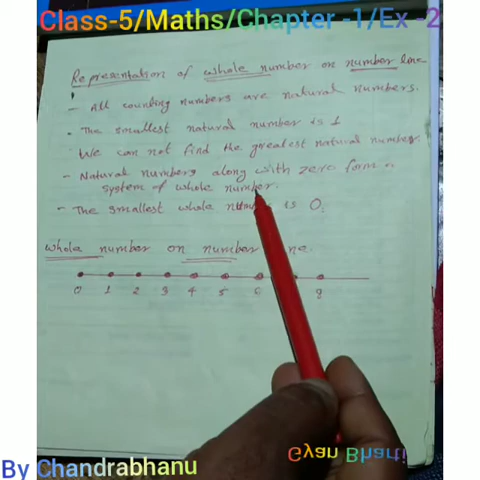 Class-5/Maths/Chapter -1/Ex -2
Representation of whole number on number line
- All counting numbers are natural numbers.
- The smallest natural number is 1
We can not find the greatest natural number.
- Natural numbers along with zero form a
system of whole number.
- The smallest whole number is 0.
whole number on number
0 1 2 3 4 5 6 8
Gyan Bharti
By Chandrabhanu